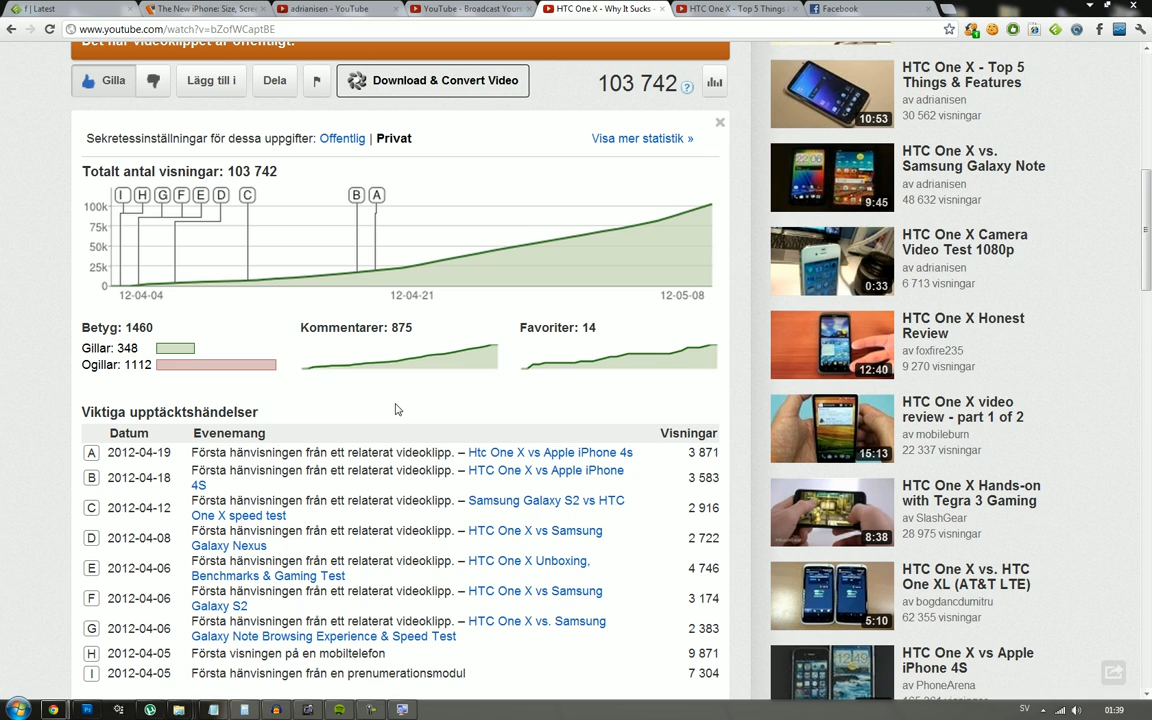 f | Latest
The New iPhone: Size, Scree
adrianisen - YouTube
YouTube - Broadcast Yours
HTC One X - Why It Sucks -
HTC One X - Top 5 Things
Facebook
www.youtube.com/watch?v=bZofWCaptBE
Det här videoklippet är offentligt.
Gilla
Lägg till i
Dela
Download & Convert Video
103 742
?
Sekretessinställningar för dessa uppgifter: Offentlig | Privat
Visa mer statistik »
Totalt antal visningar: 103 742
I H G F E D C B A
100k
75k
50k
25k
0
12-04-04 12-04-21 12-05-08
Betyg: 1460
Gillar: 348
Ogillar: 1112
Kommentarer: 875
Favoriter: 14
Viktiga upptäcktshändelser
Datum Evenemang Visningar
A 2012-04-19 Första hänvisningen från ett relaterat videoklipp. – Htc One X vs Apple iPhone 4s 3 871
B 2012-04-18 Första hänvisningen från ett relaterat videoklipp. – HTC One X vs Apple iPhone 3 583
4S
C 2012-04-12 Första hänvisningen från ett relaterat videoklipp. – Samsung Galaxy S2 vs HTC 2 916
One X speed test
D 2012-04-08 Första hänvisningen från ett relaterat videoklipp. – HTC One X vs Samsung 2 722
Galaxy Nexus
E 2012-04-06 Första hänvisningen från ett relaterat videoklipp. – HTC One X Unboxing, 4 746
Benchmarks & Gaming Test
F 2012-04-06 Första hänvisningen från ett relaterat videoklipp. – HTC One X vs Samsung 3 174
Galaxy S2
G 2012-04-06 Första hänvisningen från ett relaterat videoklipp. – HTC One X vs. Samsung 2 383
Galaxy Note Browsing Experience & Speed Test
H 2012-04-05 Första visningen på en mobiltelefon 9 871
I 2012-04-05 Första hänvisningen från en prenumerationsmodul 7 304
HTC One X - Top 5
Things & Features
av adrianisen
30 562 visningar
10:53
HTC One X vs.
Samsung Galaxy Note
av adrianisen
48 632 visningar
9:45
HTC One X Camera
Video Test 1080p
av adrianisen
6 713 visningar
0:33
HTC One X Honest
Review
av foxfire235
9 270 visningar
12:40
HTC One X video
review - part 1 of 2
av mobileburn
22 337 visningar
15:13
HTC One X Hands-on
with Tegra 3 Gaming
av SlashGear
28 975 visningar
8:38
HTC One X vs. HTC
One XL (AT&T LTE)
av bogdancdumitru
62 355 visningar
5:10
HTC One X vs Apple
iPhone 4S
av PhoneArena
SV
01:39